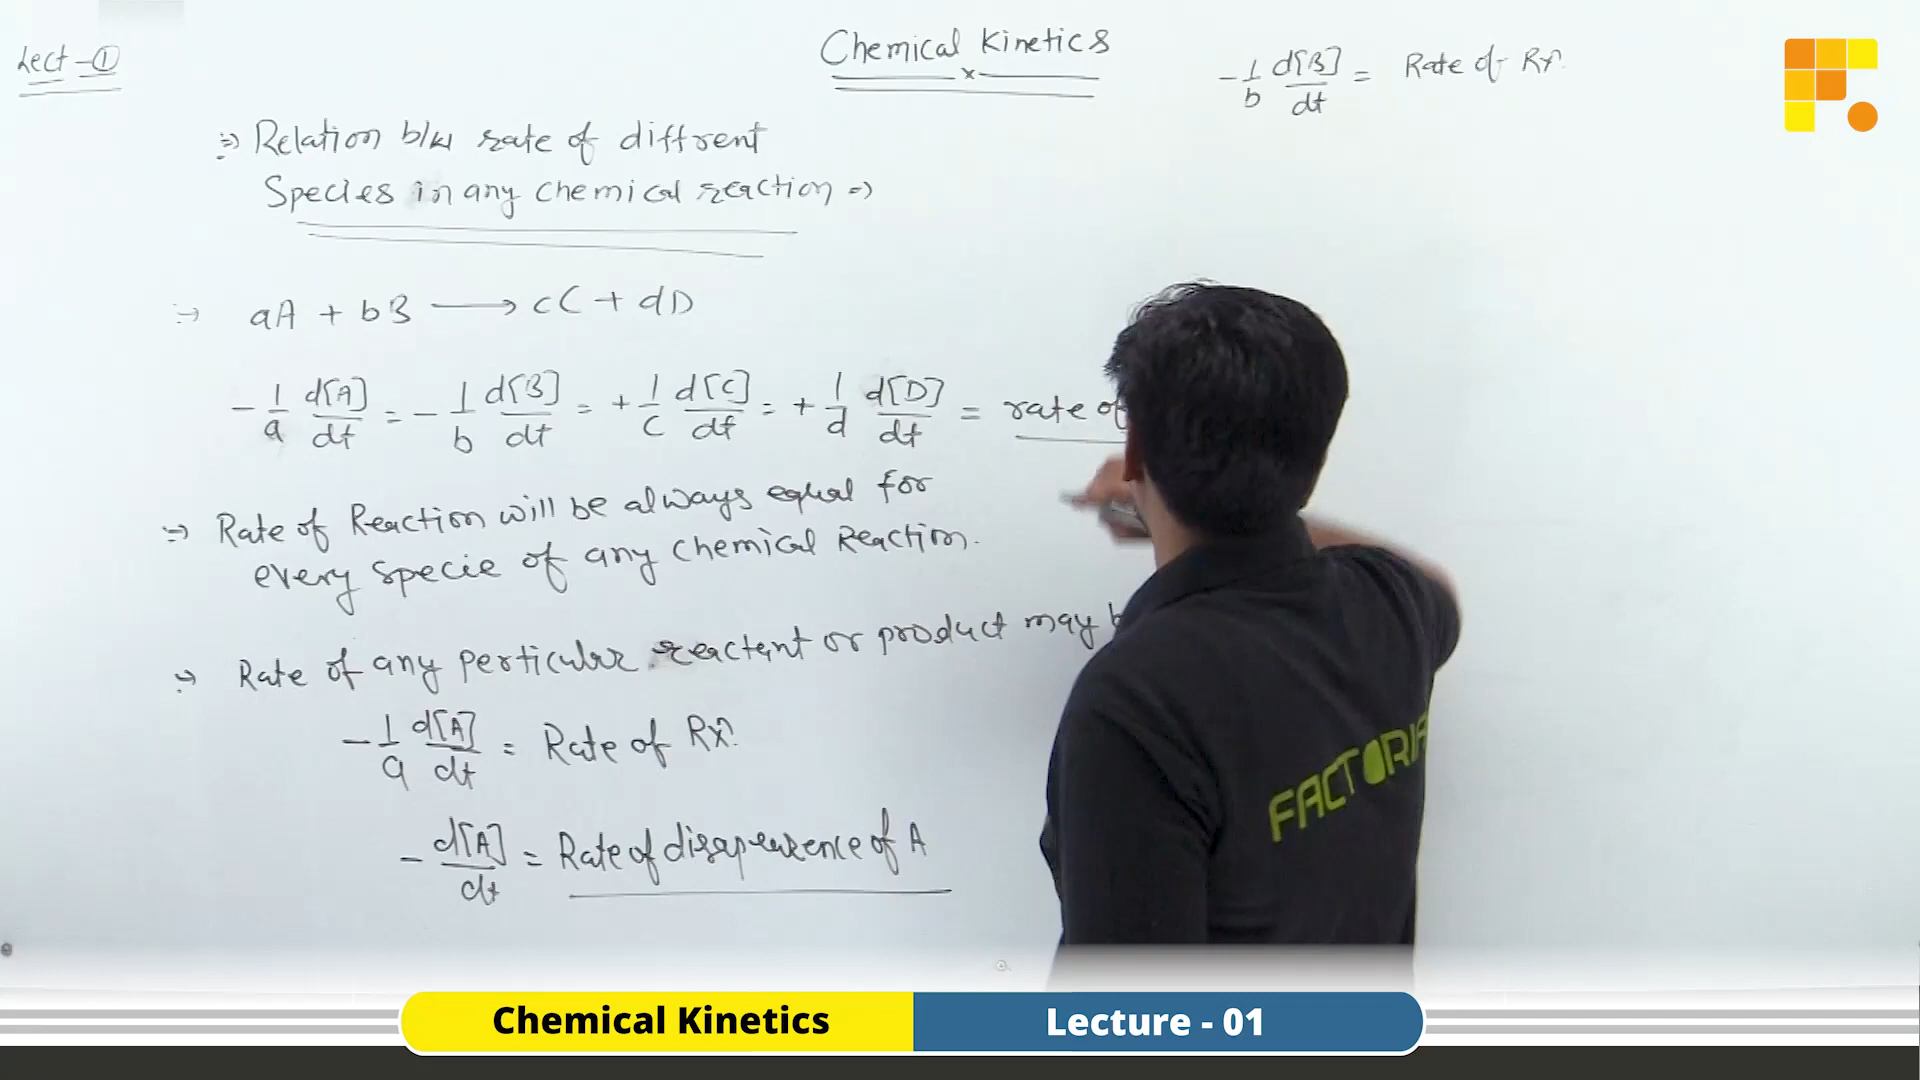 Lect-①
Chemical Kinetics
-1/b d[B]/dt = Rate of Rxⁿ.
⇒ Relation b/w rate of diffrent
Species in any chemical reaction ⇒
⇒ aA + bB ⟶ cC + dD
-1/a d[A]/dt = -1/b d[B]/dt = +1/c d[C]/dt = +1/d d[D]/dt = rate of
⇒ Rate of Reaction will be always equal for
every specie of any chemical Reaction.
⇒ Rate of any perticular reactent or product may b
-1/a d[A]/dt = Rate of Rxⁿ.
-d[A]/dt = Rate of disapearence of A
FACTORIA
Chemical Kinetics
Lecture - 01